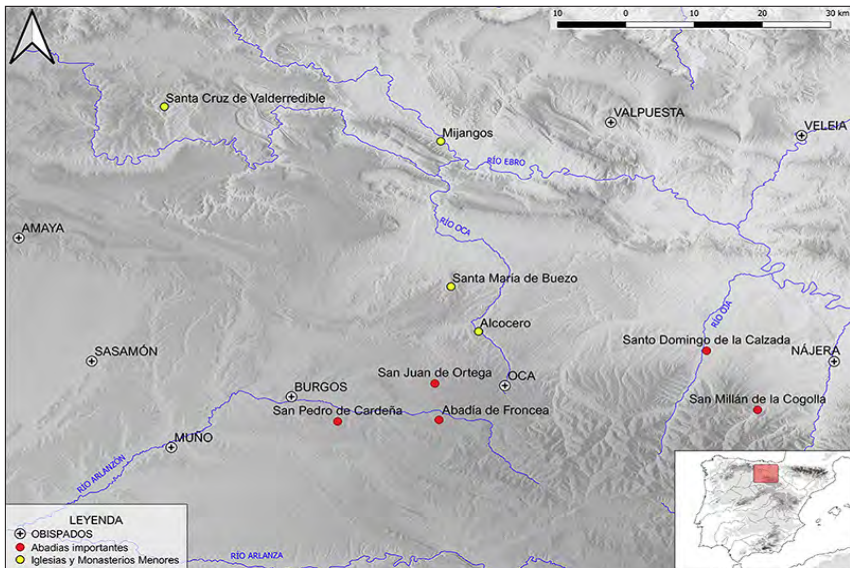 10 0 10 20 30 km
Santa Cruz de Valderredible
VALPUESTA
Mijangos
VELEIA
RÍO EBRO
AMAYA
RÍO OCA
Santa María de Buezo
RÍO OJA
Alcocero
Santo Domingo de la Calzada
SASAMÓN
NÁJERA
San Juan de Ortega
OCA
BURGOS
San Millán de la Cogolla
San Pedro de Cardeña
Abadía de Froncea
MUÑO
RÍO ARLANZÓN
LEYENDA
OBISPADOS
Abadias importantes
Iglesias y Monasterios Menores
RÍO ARLANZA